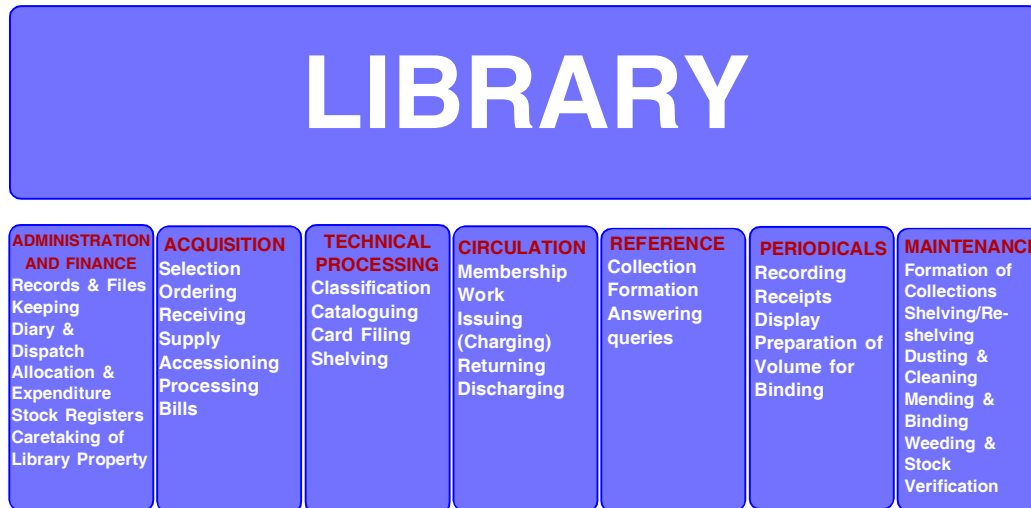 LIBRARY
ADMINISTRATION
AND FINANCE
Records & Files
Keeping
Diary &
Dispatch
Allocation &
Expenditure
Stock Registers
Caretaking of
Library Property
ACQUISITION
Selection
Ordering
Receiving
Supply
Accessioning
Processing
Bills
TECHNICAL
PROCESSING
Classification
Cataloguing
Card Filing
Shelving
CIRCULATION
Membership
Work
Issuing
(Charging)
Returning
Discharging
REFERENCE
Collection
Formation
Answering
queries
PERIODICALS
Recording
Receipts
Display
Preparation of
Volume for
Binding
MAINTENANCE
Formation of
Collections
Shelving/Re-
shelving
Dusting &
Cleaning
Mending &
Binding
Weeding &
Stock
Verification